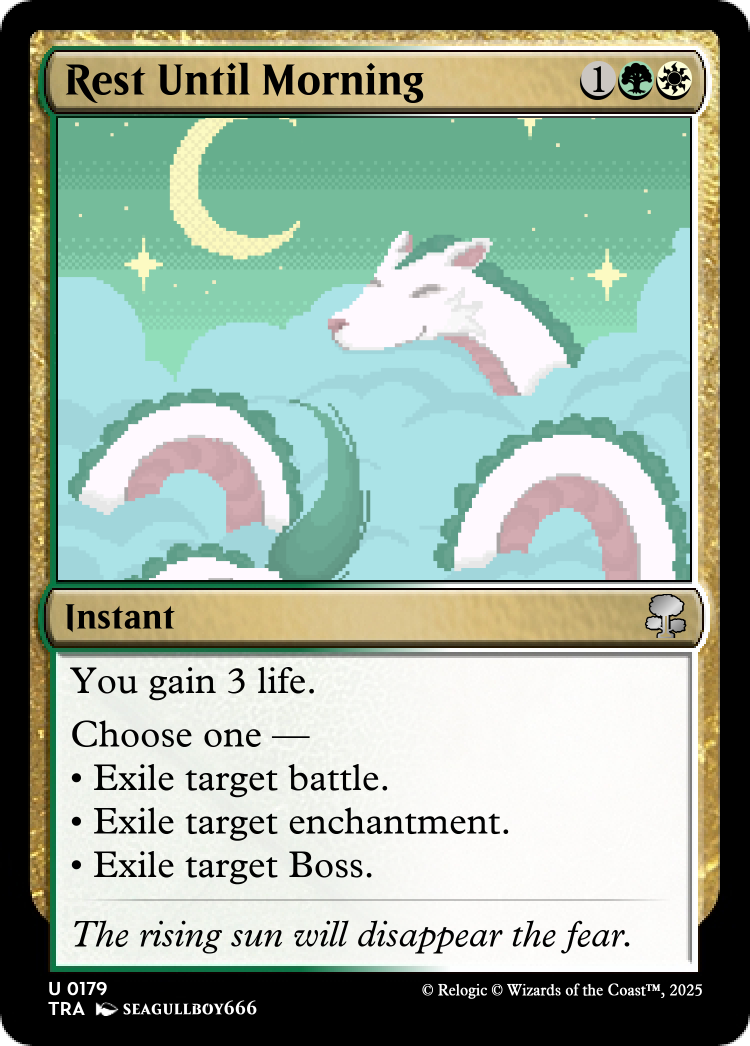 Rest Until Morning 1
Instant
You gain 3 life.
Choose one —
• Exile target battle.
• Exile target enchantment.
• Exile target Boss.
The rising sun will disappear the fear.
U 0179
TRA SEAGULLBOY666
© Relogic © Wizards of the Coast™, 2025